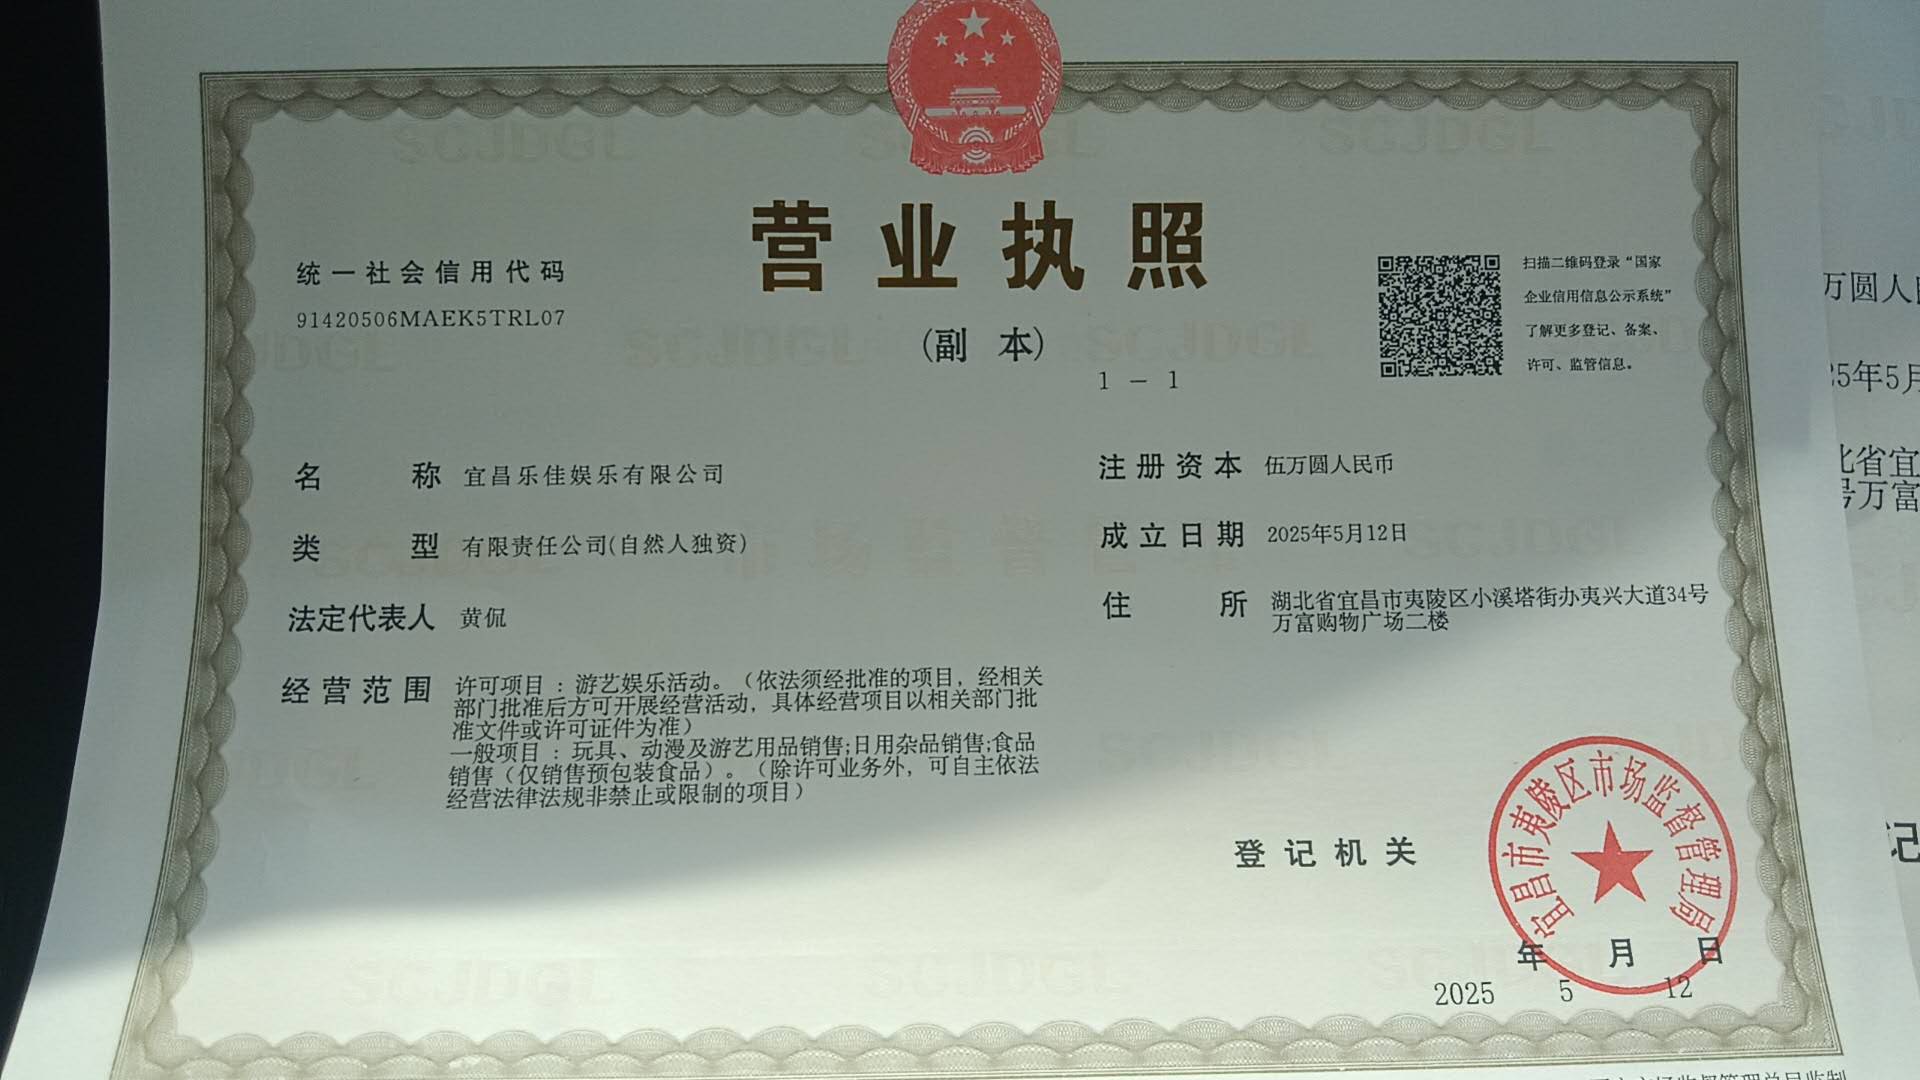 营业执照
(副 本)
1 - 1
统一社会信用代码
91420506MAEK5TRL07
扫描二维码登录“国家
企业信用信息公示系统”
了解更多登记、备案、
许可、监管信息。
名 称 宜昌乐佳娱乐有限公司
类 型 有限责任公司(自然人独资)
法定代表人 黄侃
经营范围 许可项目：游艺娱乐活动。（依法须经批准的项目，经相关
部门批准后方可开展经营活动，具体经营项目以相关部门批
准文件或许可证件为准）
一般项目：玩具、动漫及游艺用品销售;日用杂品销售;食品
销售（仅销售预包装食品）。（除许可业务外，可自主依法
经营法律法规非禁止或限制的项目）
注册资本 伍万圆人民币
成立日期 2025年5月12日
住 所 湖北省宜昌市夷陵区小溪塔街办夷兴大道34号
万富购物广场二楼
登记机关
宜昌市夷陵区市场监督管理局
年 月 日
2025 5 12
SCJDGL
市场监督管理
万圆人
5年5月
省宜
号万富
记